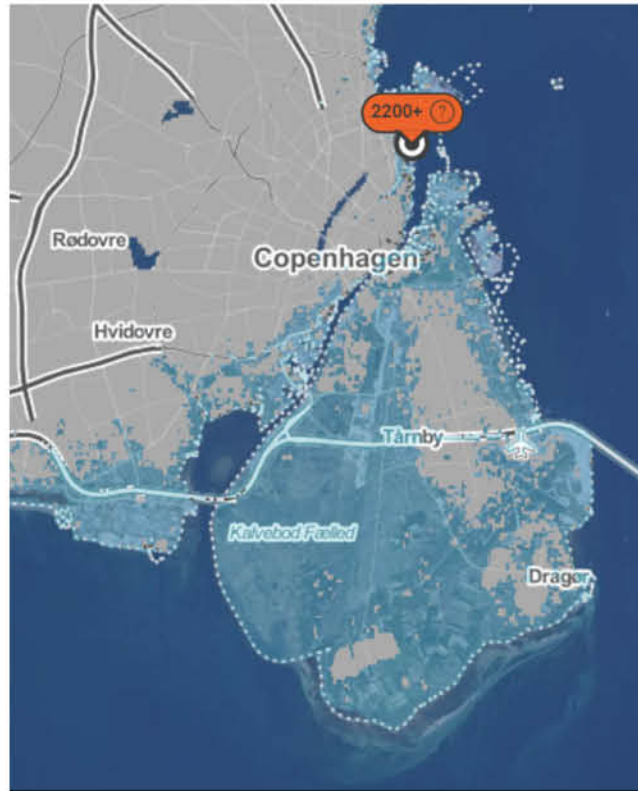 2200+ ?
Rødovre
Copenhagen
Hvidovre
Tårnby
Kalvebod Fælled
Dragør